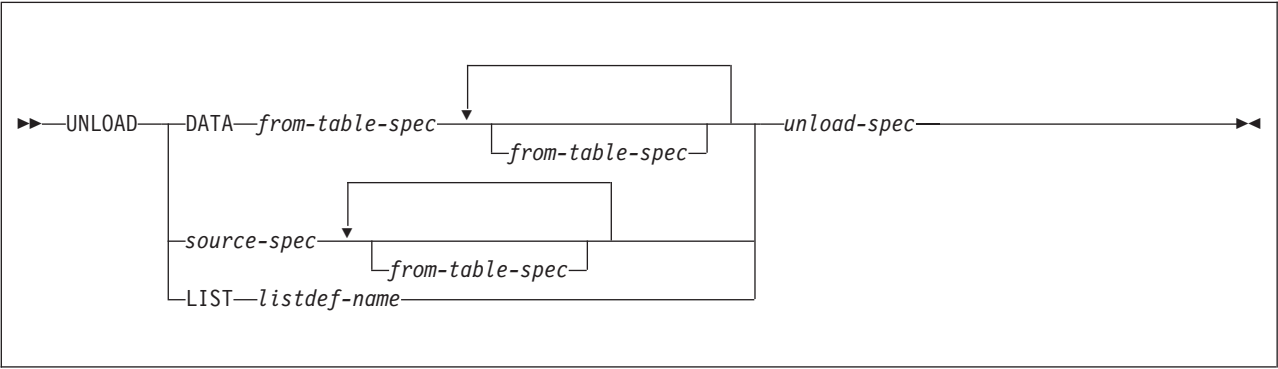 UNLOAD DATA from-table-spec unload-spec
from-table-spec
source-spec
from-table-spec
LIST listdef-name